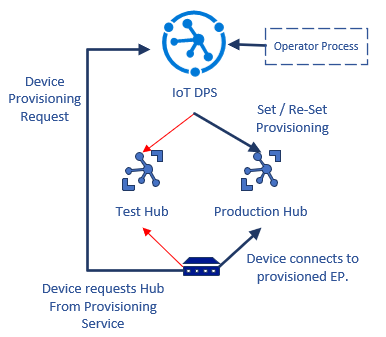 Operator Process
Device
Provisioning
Request
IoT DPS
Set / Re-Set
Provisioning
Test Hub
Production Hub
Device connects to
provisioned EP.
Device requests Hub
From Provisioning
Service